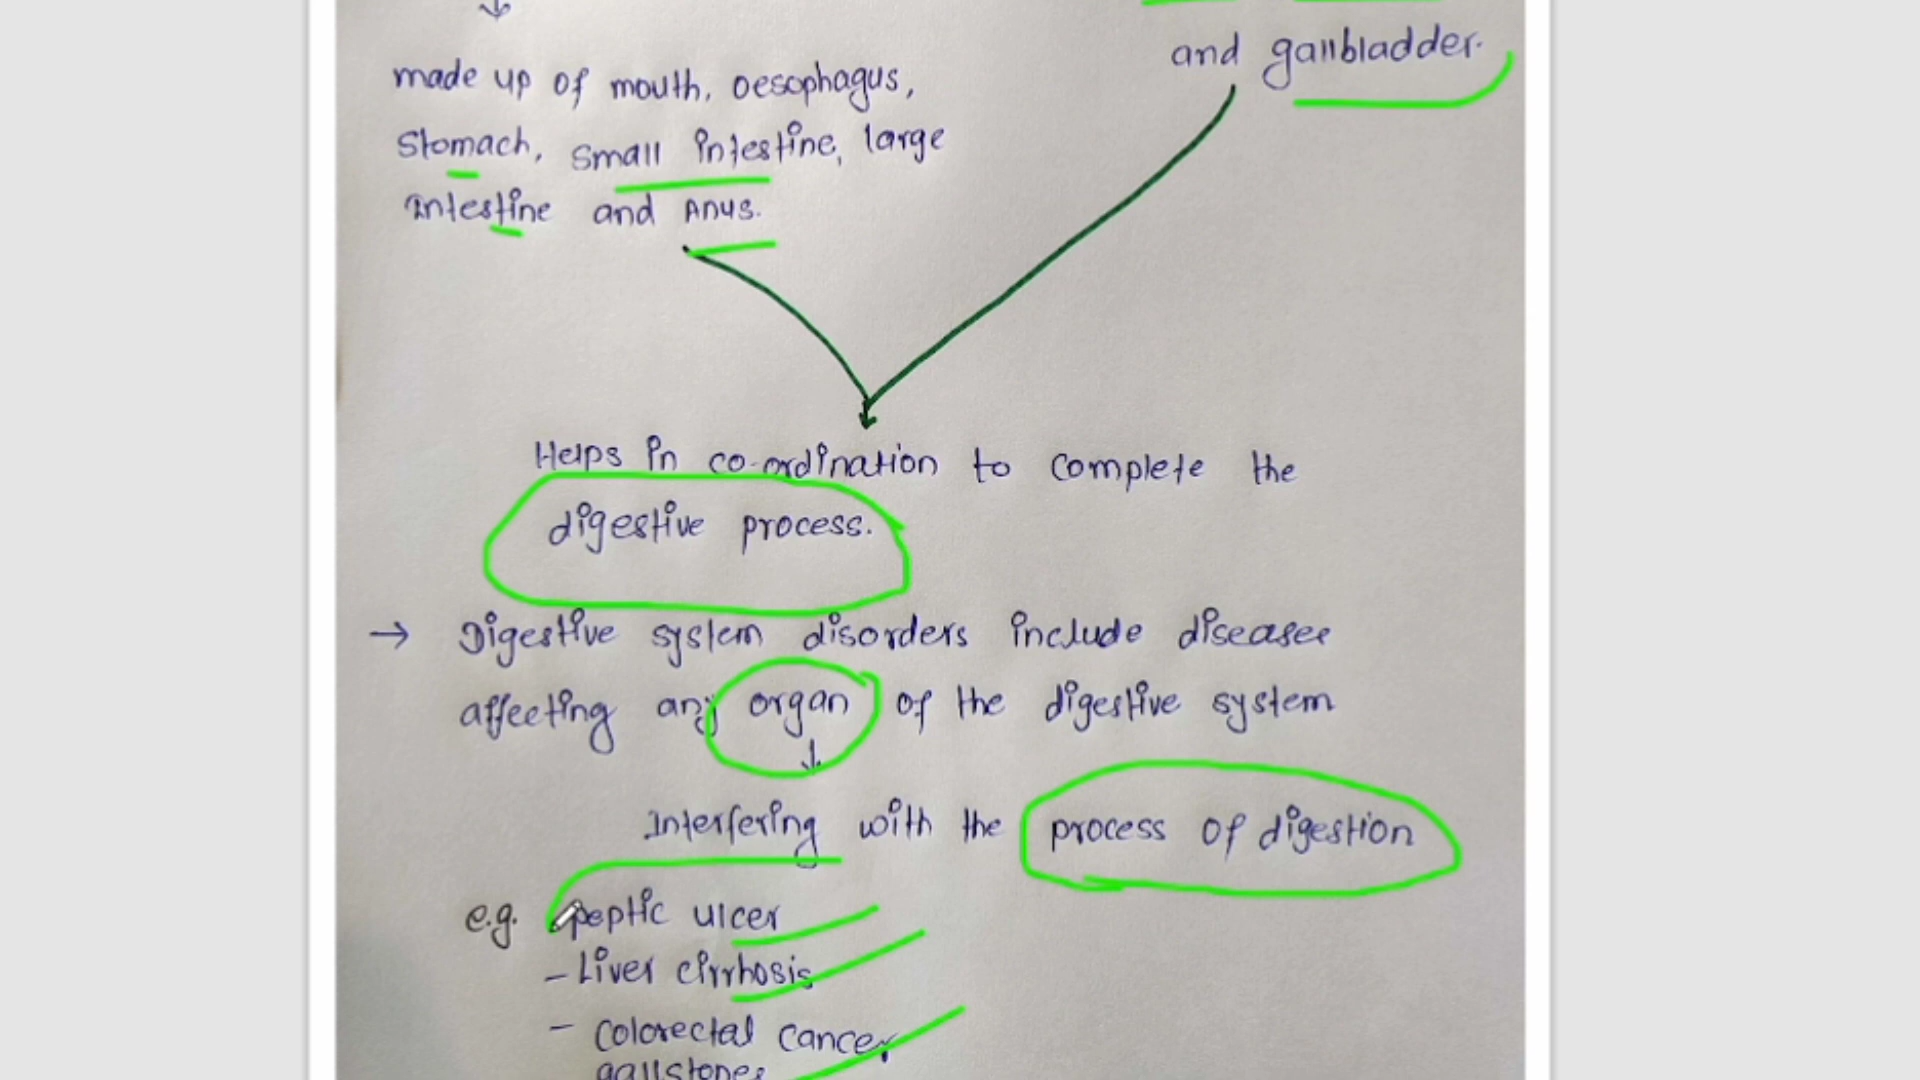 and gallbladder.
made up of mouth, oesophagus,
Stomach, small intestine, large
intestine and Anus.
Helps in co-ordination to complete the
digestive process.
→ Digestive system disorders include diseases
affecting any organ of the digestive system
↓
Interfering with the process of digestion
e.g. peptic ulcer
- Liver cirrhosis
- colorectal cancer
gallstones